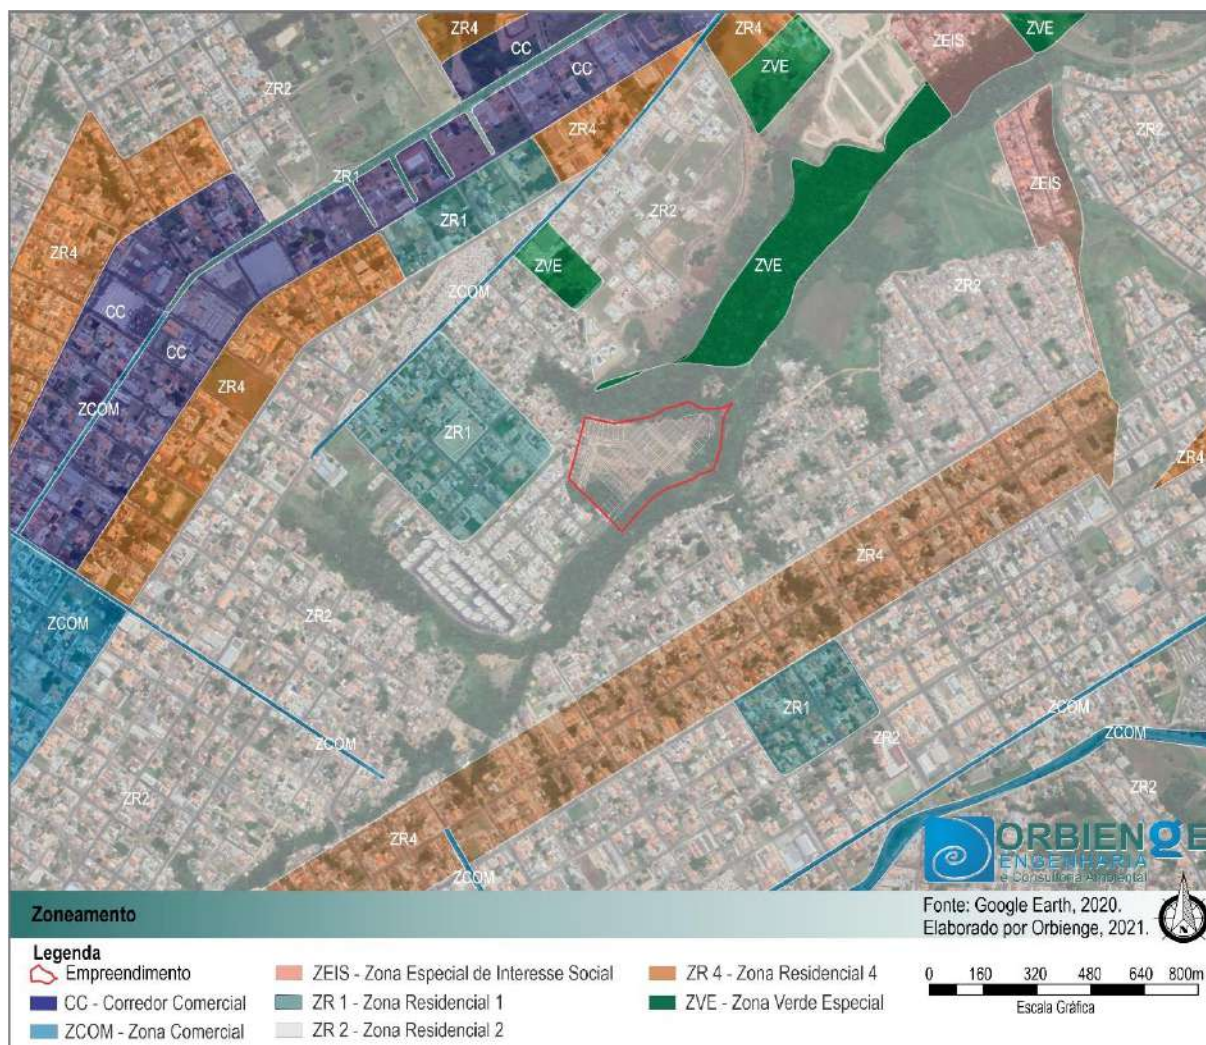 ZR4
CC
ZR4
ZEIS
ZVE
ZR2
CC
ZVE
ZR4
ZR2
ZR1
ZEIS
ZR1
ZR2
ZR4
ZVE
ZVE
ZCOM
ZR2
CC
CC
ZR4
ZCOM
ZR1
ZR4
ZR4
ZCOM
ZR2
ZR1
ZCOM
ZR2
ZCOM
ZCOM
ZR2
ZR2
ZR4
ZCOM
ORBIENGE
ENGENHARIA
e Consultoria Ambiental
Zoneamento
Fonte: Google Earth, 2020.
Elaborado por Orbienge, 2021.
N
Legenda
Empreendimento
CC - Corredor Comercial
ZCOM - Zona Comercial
ZEIS - Zona Especial de Interesse Social
ZR 1 - Zona Residencial 1
ZR 2 - Zona Residencial 2
ZR 4 - Zona Residencial 4
ZVE - Zona Verde Especial
0 160 320 480 640 800m
Escala Gráfica